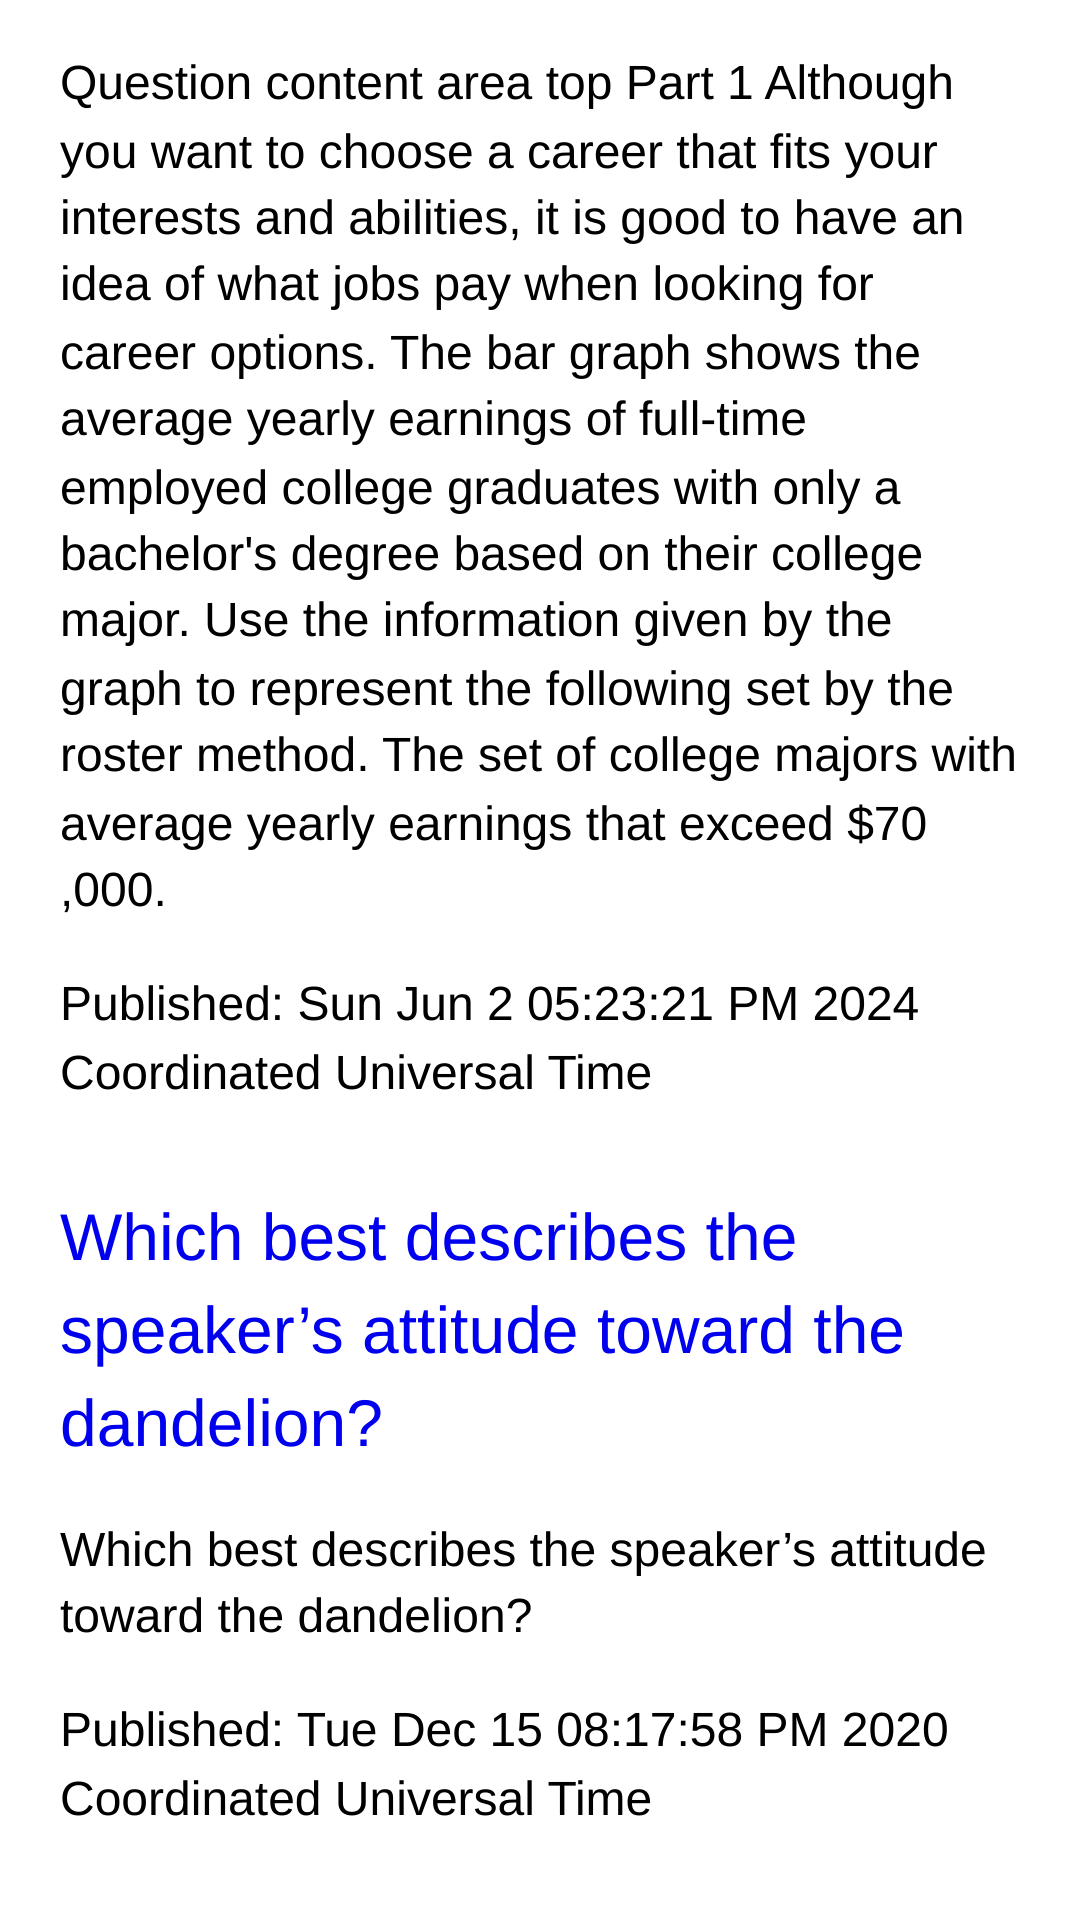 Question content area top Part 1 Although
you want to choose a career that fits your
interests and abilities, it is good to have an
idea of what jobs pay when looking for
career options. The bar graph shows the
average yearly earnings of full-time
employed college graduates with only a
bachelor's degree based on their college
major. Use the information given by the
graph to represent the following set by the
roster method. The set of college majors with
average yearly earnings that exceed $70
,000.
Published: Sun Jun 2 05:23:21 PM 2024
Coordinated Universal Time
Which best describes the
speaker’s attitude toward the
dandelion?
Which best describes the speaker’s attitude
toward the dandelion?
Published: Tue Dec 15 08:17:58 PM 2020
Coordinated Universal Time